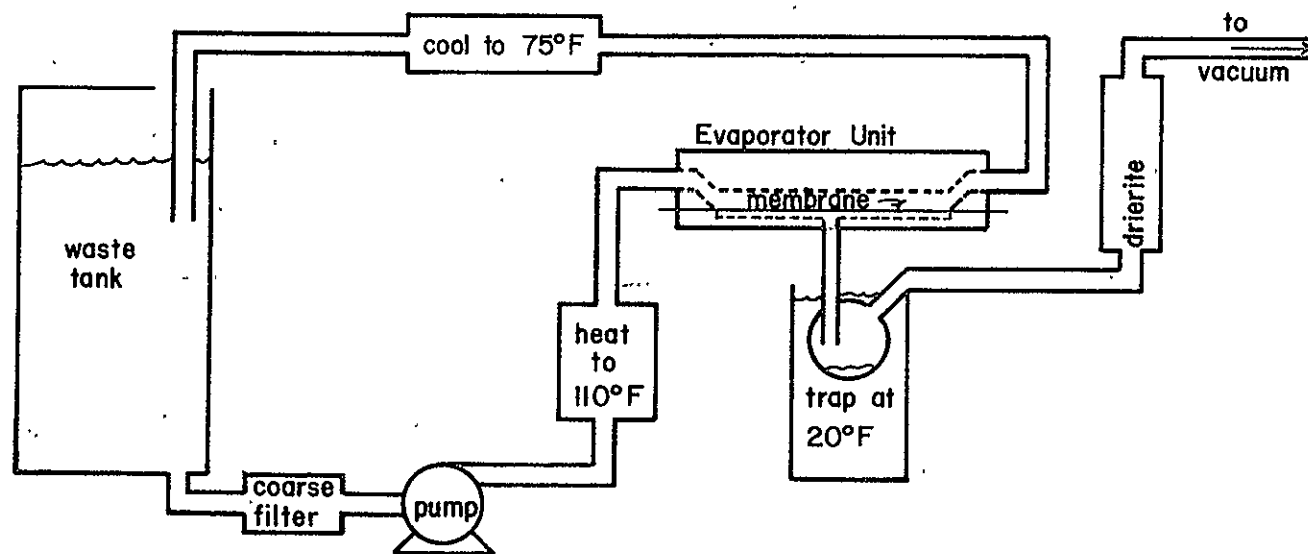 cool to 75°F
to
vacuum
Evaporator Unit
membrane
drierite
waste
tank
heat
to
110°F
trap at
20°F
coarse
filter
pump